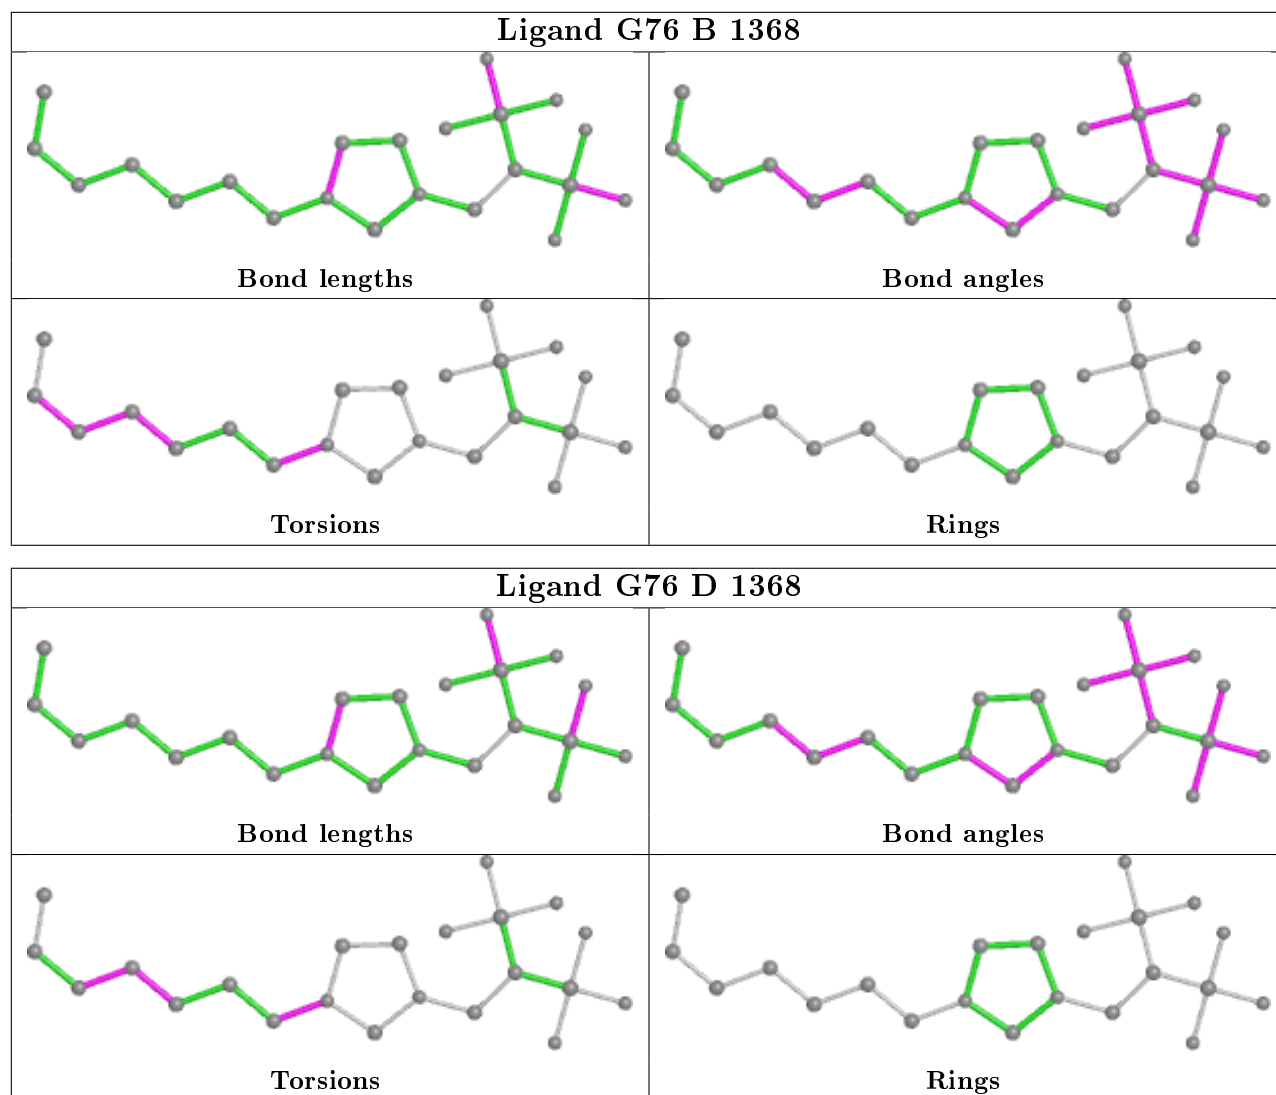 Ligand G76 B 1368
Bond lengths
Bond angles
Torsions
Rings
Ligand G76 D 1368
Bond lengths
Bond angles
Torsions
Rings